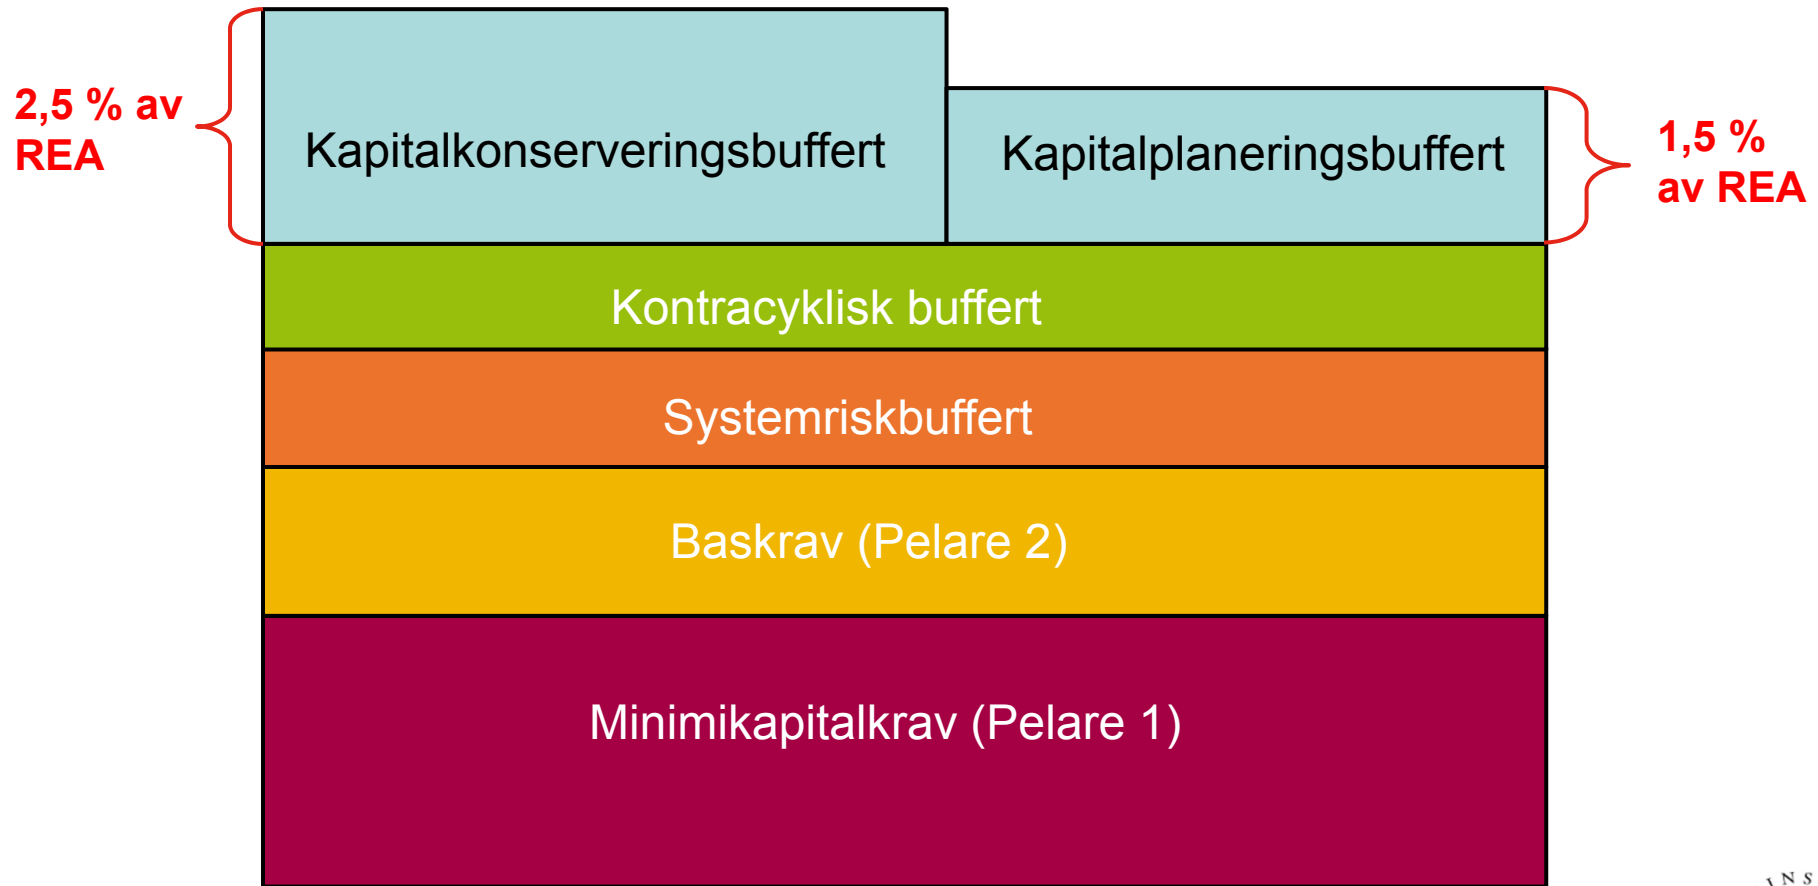 2,5 % av
REA
Kapitalkonserveringsbuffert
Kapitalplaneringsbuffert
1,5 %
av REA
Kontracyklisk buffert
Systemriskbuffert
Baskrav (Pelare 2)
Minimikapitalkrav (Pelare 1)
INS